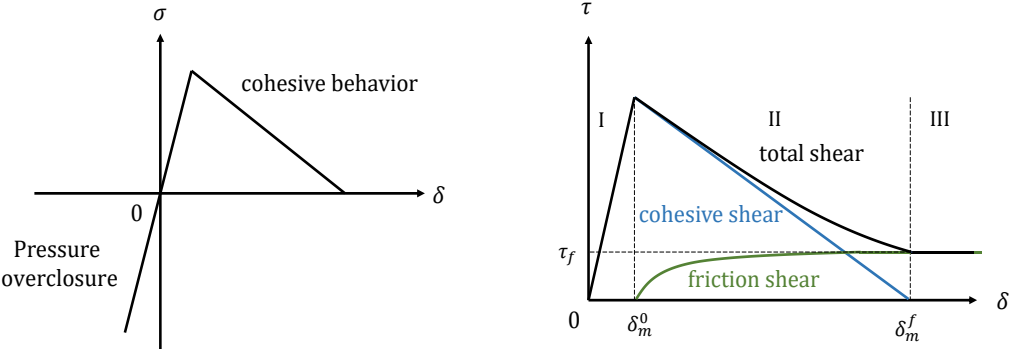 σ
cohesive behavior
δ
0
Pressure
overclosure
τ
I
II
III
total shear
cohesive shear
τ_f
friction shear
0
δ_m^0
δ_m^f
δ